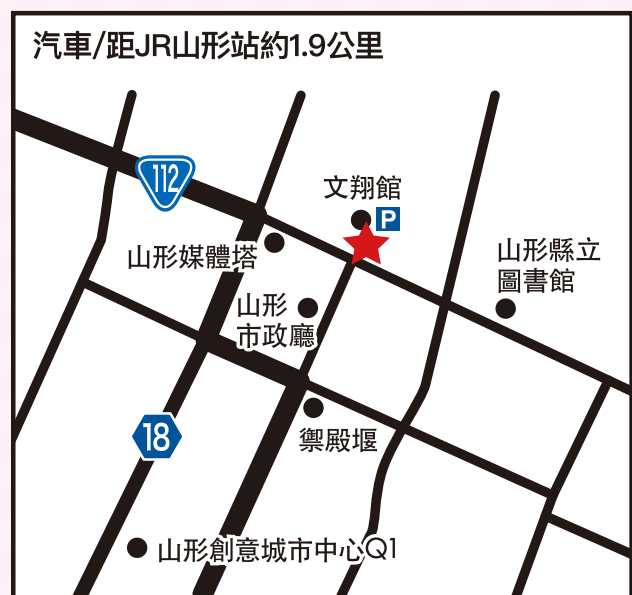 汽車/距JR山形站約1.9公里
112
文翔館
P
山形媒體塔
山形縣立
圖書館
山形
市政廳
禦殿堰
18
山形創意城市中心Q1